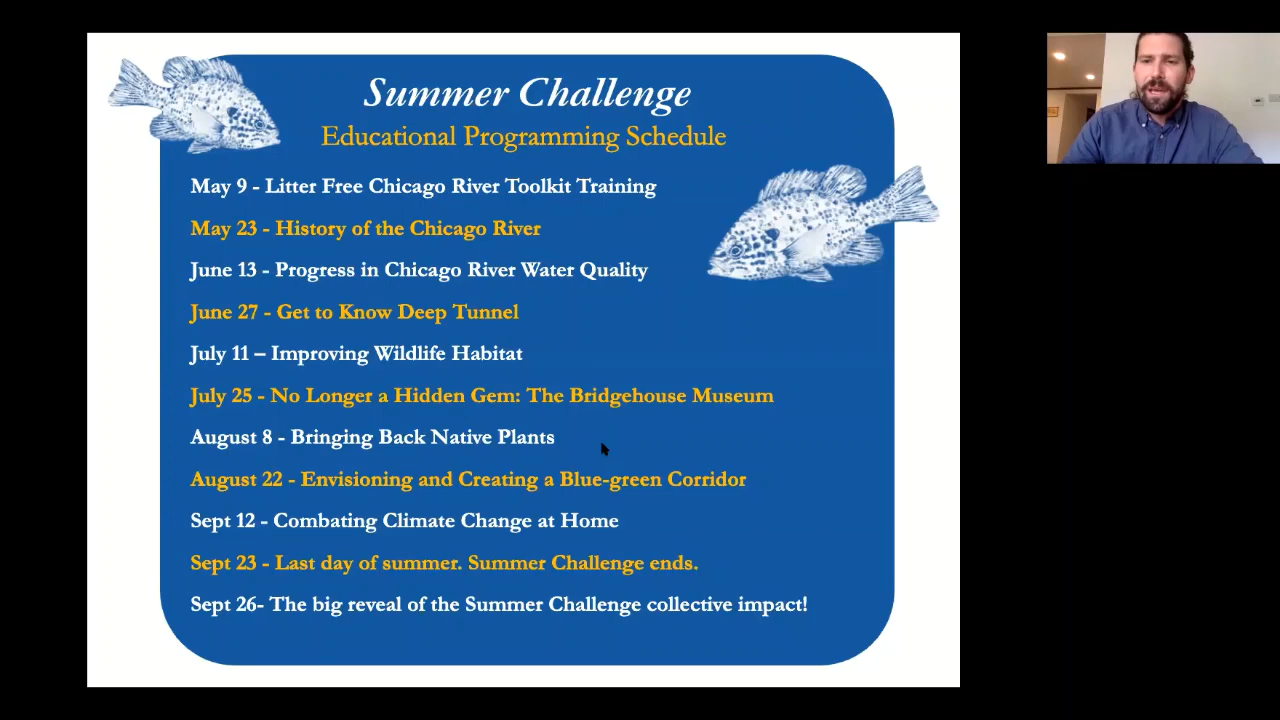 Summer Challenge
Educational Programming Schedule
May 9 - Litter Free Chicago River Toolkit Training
May 23 - History of the Chicago River
June 13 - Progress in Chicago River Water Quality
June 27 - Get to Know Deep Tunnel
July 11 – Improving Wildlife Habitat
July 25 - No Longer a Hidden Gem: The Bridgehouse Museum
August 8 - Bringing Back Native Plants
August 22 - Envisioning and Creating a Blue-green Corridor
Sept 12 - Combating Climate Change at Home
Sept 23 - Last day of summer. Summer Challenge ends.
Sept 26- The big reveal of the Summer Challenge collective impact!